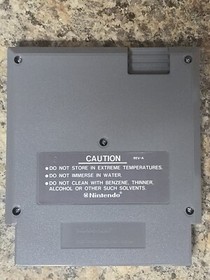 CAUTION REV-A
●DO NOT STORE IN EXTREME TEMPERATURES.
●DO NOT IMMERSE IN WATER.
●DO NOT CLEAN WITH BENZENE, THINNER,
ALCOHOL OR OTHER SUCH SOLVENTS.
®Nintendo®